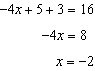 −4x + 5 + 3 = 16
−4x = 8
x = −2